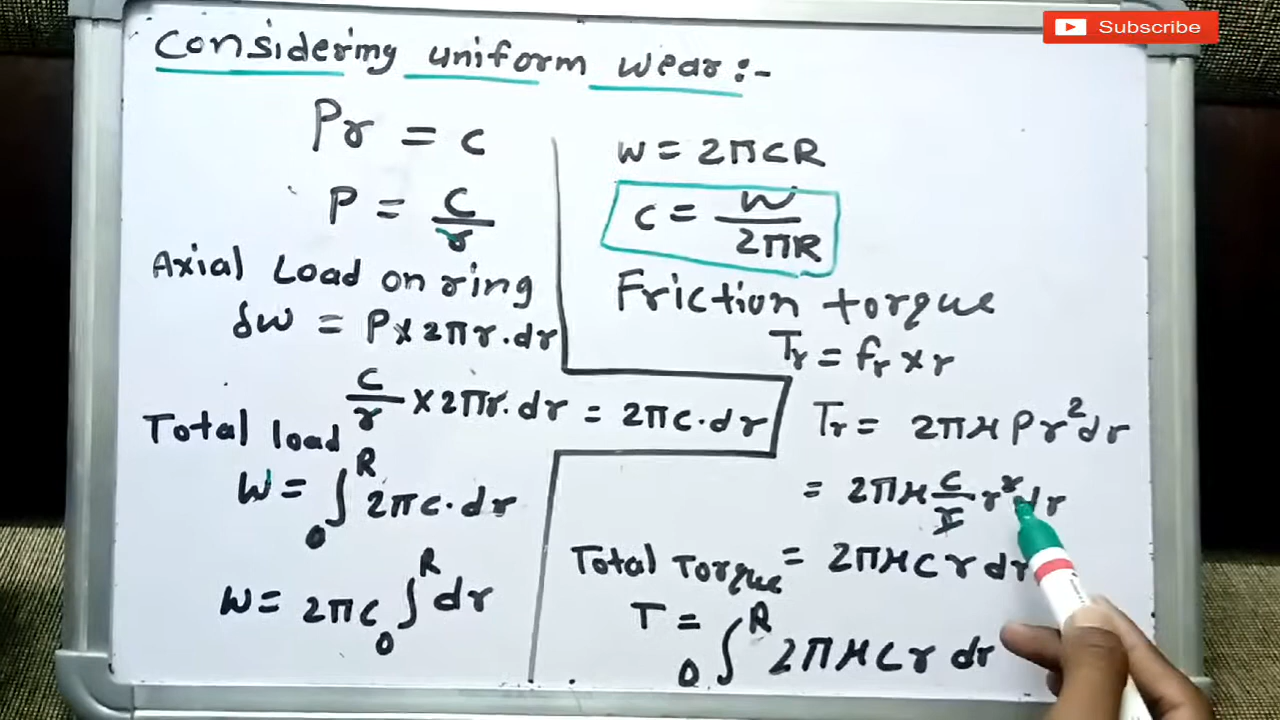 Subscribe
Considering uniform wear:-
Pr = C
P = C/r
Axial Load on ring
δW = P×2πr.dr
C/r ×2πr.dr = 2πC.dr
Total load
W = ∫₀ᴿ 2πC.dr
W = 2πC ∫₀ᴿ dr
W = 2πCR
C = W/2πR
Friction torque
Tr = fr × r
Tr = 2πμPr²dr
= 2πμ C/r r²dr
Total Torque = 2πμCr dr
T = ∫₀ᴿ 2πμCr dr